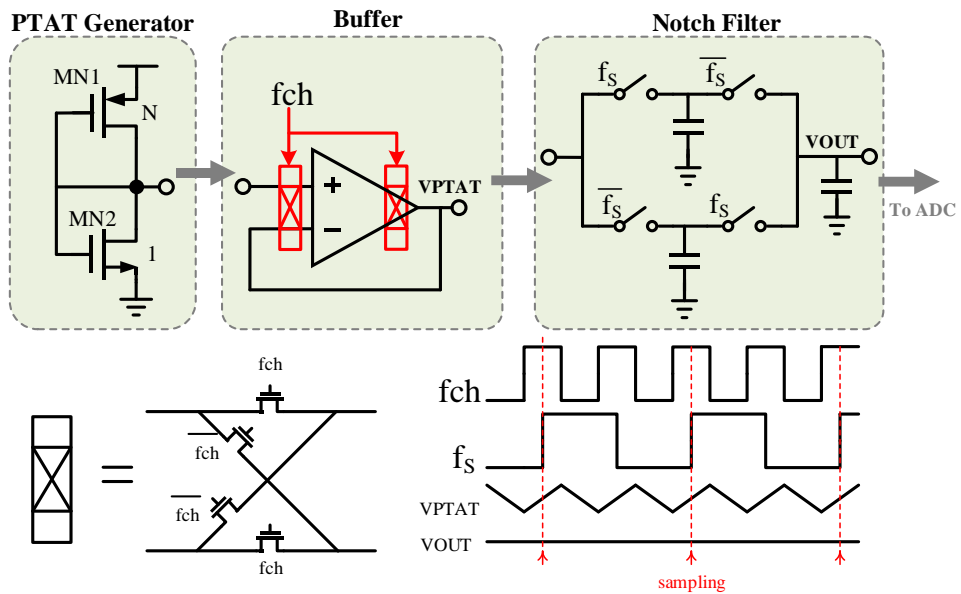 PTAT Generator
Buffer
Notch Filter
MN1
N
MN2
1
fch
+
−
VPTAT
fS
fS
fS
fS
VOUT
To ADC
fch
fch
fch
fch
=
fch
fS
VPTAT
VOUT
sampling